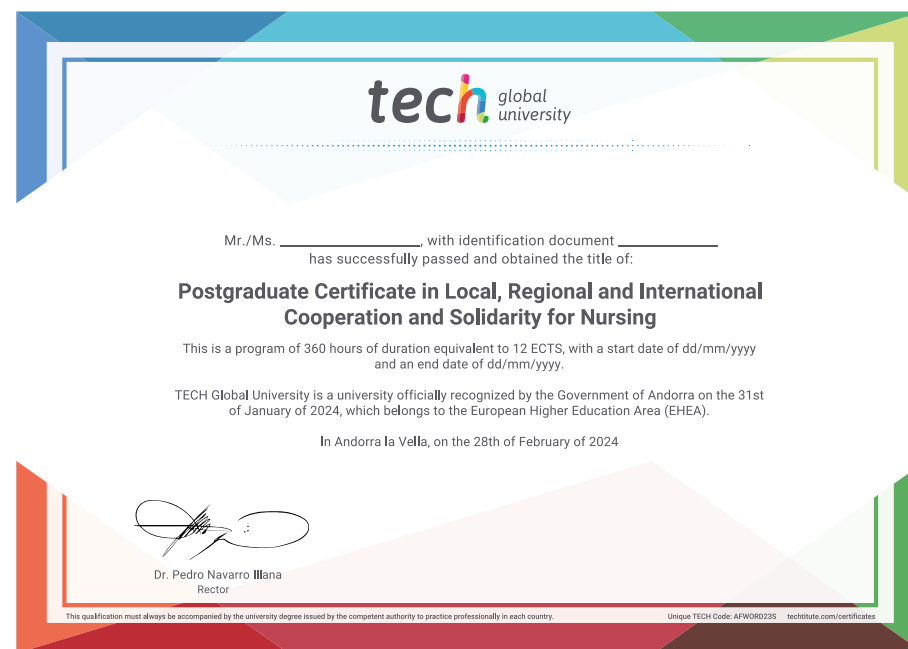 tech global
university
Mr./Ms. ____________________, with identification document ______________
has successfully passed and obtained the title of:
Postgraduate Certificate in Local, Regional and International
Cooperation and Solidarity for Nursing
This is a program of 360 hours of duration equivalent to 12 ECTS, with a start date of dd/mm/yyyy
and an end date of dd/mm/yyyy.
TECH Global University is a university officially recognized by the Government of Andorra on the 31st
of January of 2024, which belongs to the European Higher Education Area (EHEA).
In Andorra la Vella, on the 28th of February of 2024
Dr. Pedro Navarro Illana
Rector
This qualification must always be accompanied by the university degree issued by the competent authority to practice professionally in each country.
Unique TECH Code: AFWORD23S techtitute.com/certificates